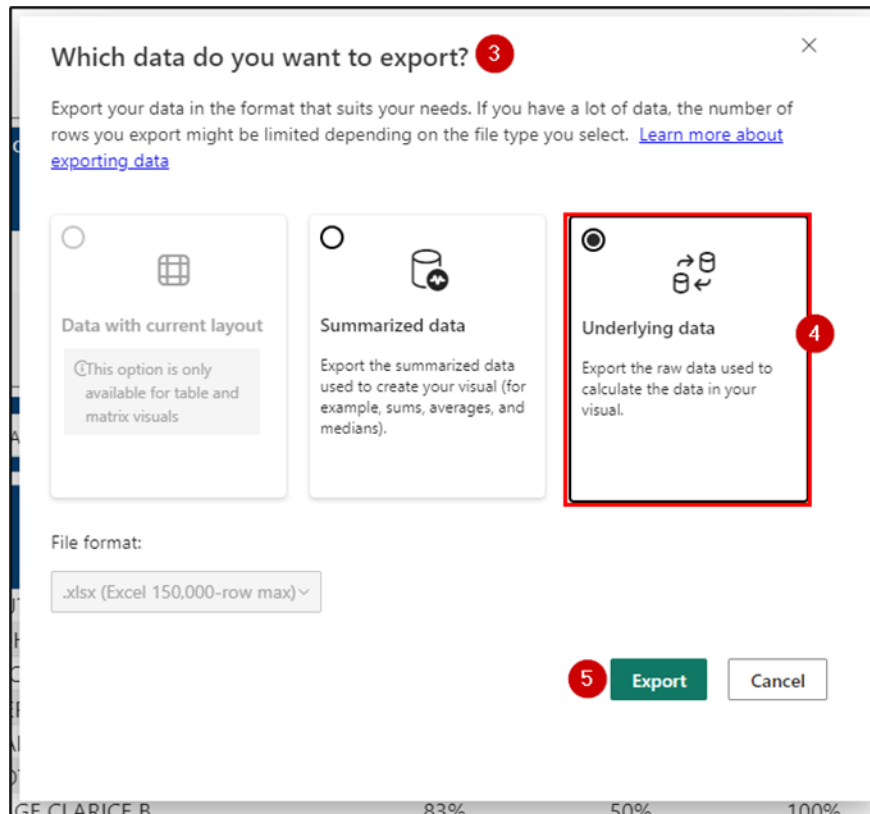 Which data do you want to export? 3
Export your data in the format that suits your needs. If you have a lot of data, the number of
rows you export might be limited depending on the file type you select. Learn more about
exporting data
Data with current layout
This option is only
available for table and
matrix visuals
Summarized data
Export the summarized data
used to create your visual (for
example, sums, averages, and
medians).
Underlying data
Export the raw data used to
calculate the data in your
visual.
4
File format:
.xlsx (Excel 150,000-row max)
5 Export Cancel
GE CLARICE B 83% 50% 100%